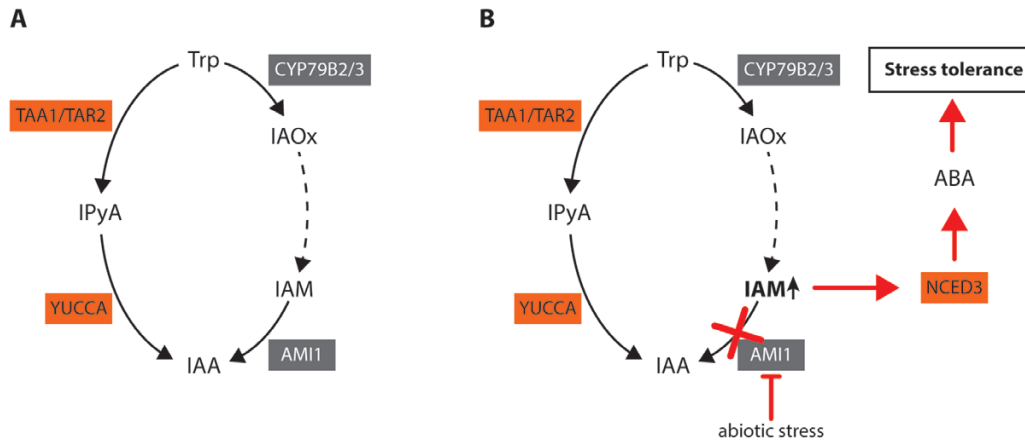 A
Trp
CYP79B2/3
TAA1/TAR2
IAOx
IPyA
IAM
YUCCA
AMI1
IAA
B
Trp
CYP79B2/3
Stress tolerance
TAA1/TAR2
IAOx
ABA
IPyA
IAM
NCED3
YUCCA
AMI1
IAA
abiotic stress